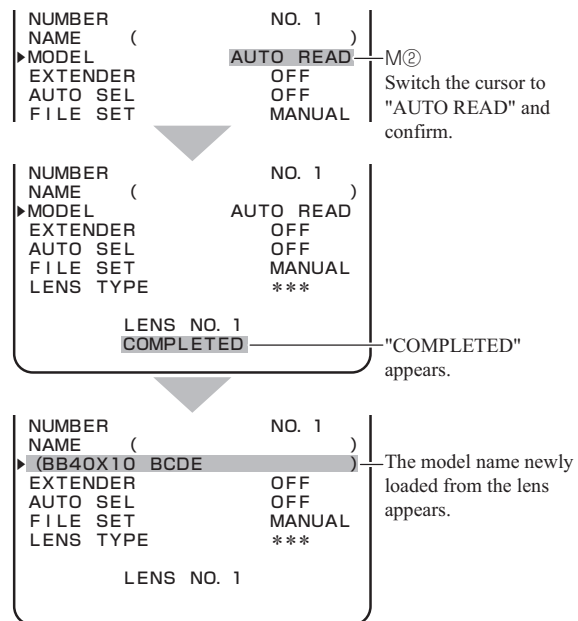 NUMBER NO. 1
NAME ( )
▶MODEL AUTO READ
EXTENDER OFF
AUTO SEL OFF
FILE SET MANUAL
M②
Switch the cursor to
"AUTO READ" and
confirm.
NUMBER NO. 1
NAME ( )
▶MODEL AUTO READ
EXTENDER OFF
AUTO SEL OFF
FILE SET MANUAL
LENS TYPE ***
LENS NO. 1
COMPLETED
"COMPLETED"
appears.
NUMBER NO. 1
NAME ( )
▶ (BB40X10 BCDE )
EXTENDER OFF
AUTO SEL OFF
FILE SET MANUAL
LENS TYPE ***
LENS NO. 1
The model name newly
loaded from the lens
appears.